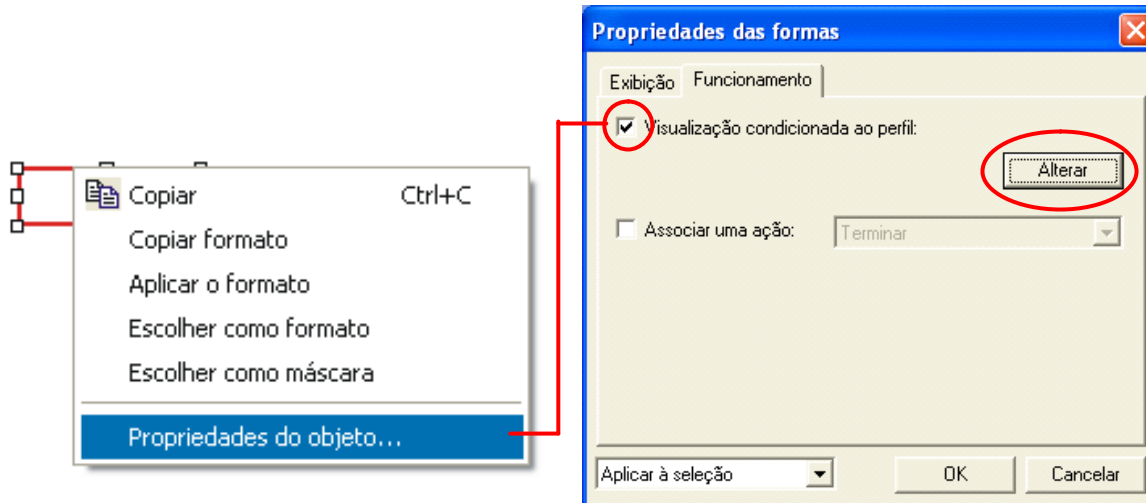 Copiar Ctrl+C
Copiar formato
Aplicar o formato
Escolher como formato
Escolher como máscara
Propriedades do objeto...
Propriedades das formas
Exibição Funcionamento
Visualização condicionada ao perfil:
Alterar
Associar uma ação: Terminar
Aplicar à seleção OK Cancelar